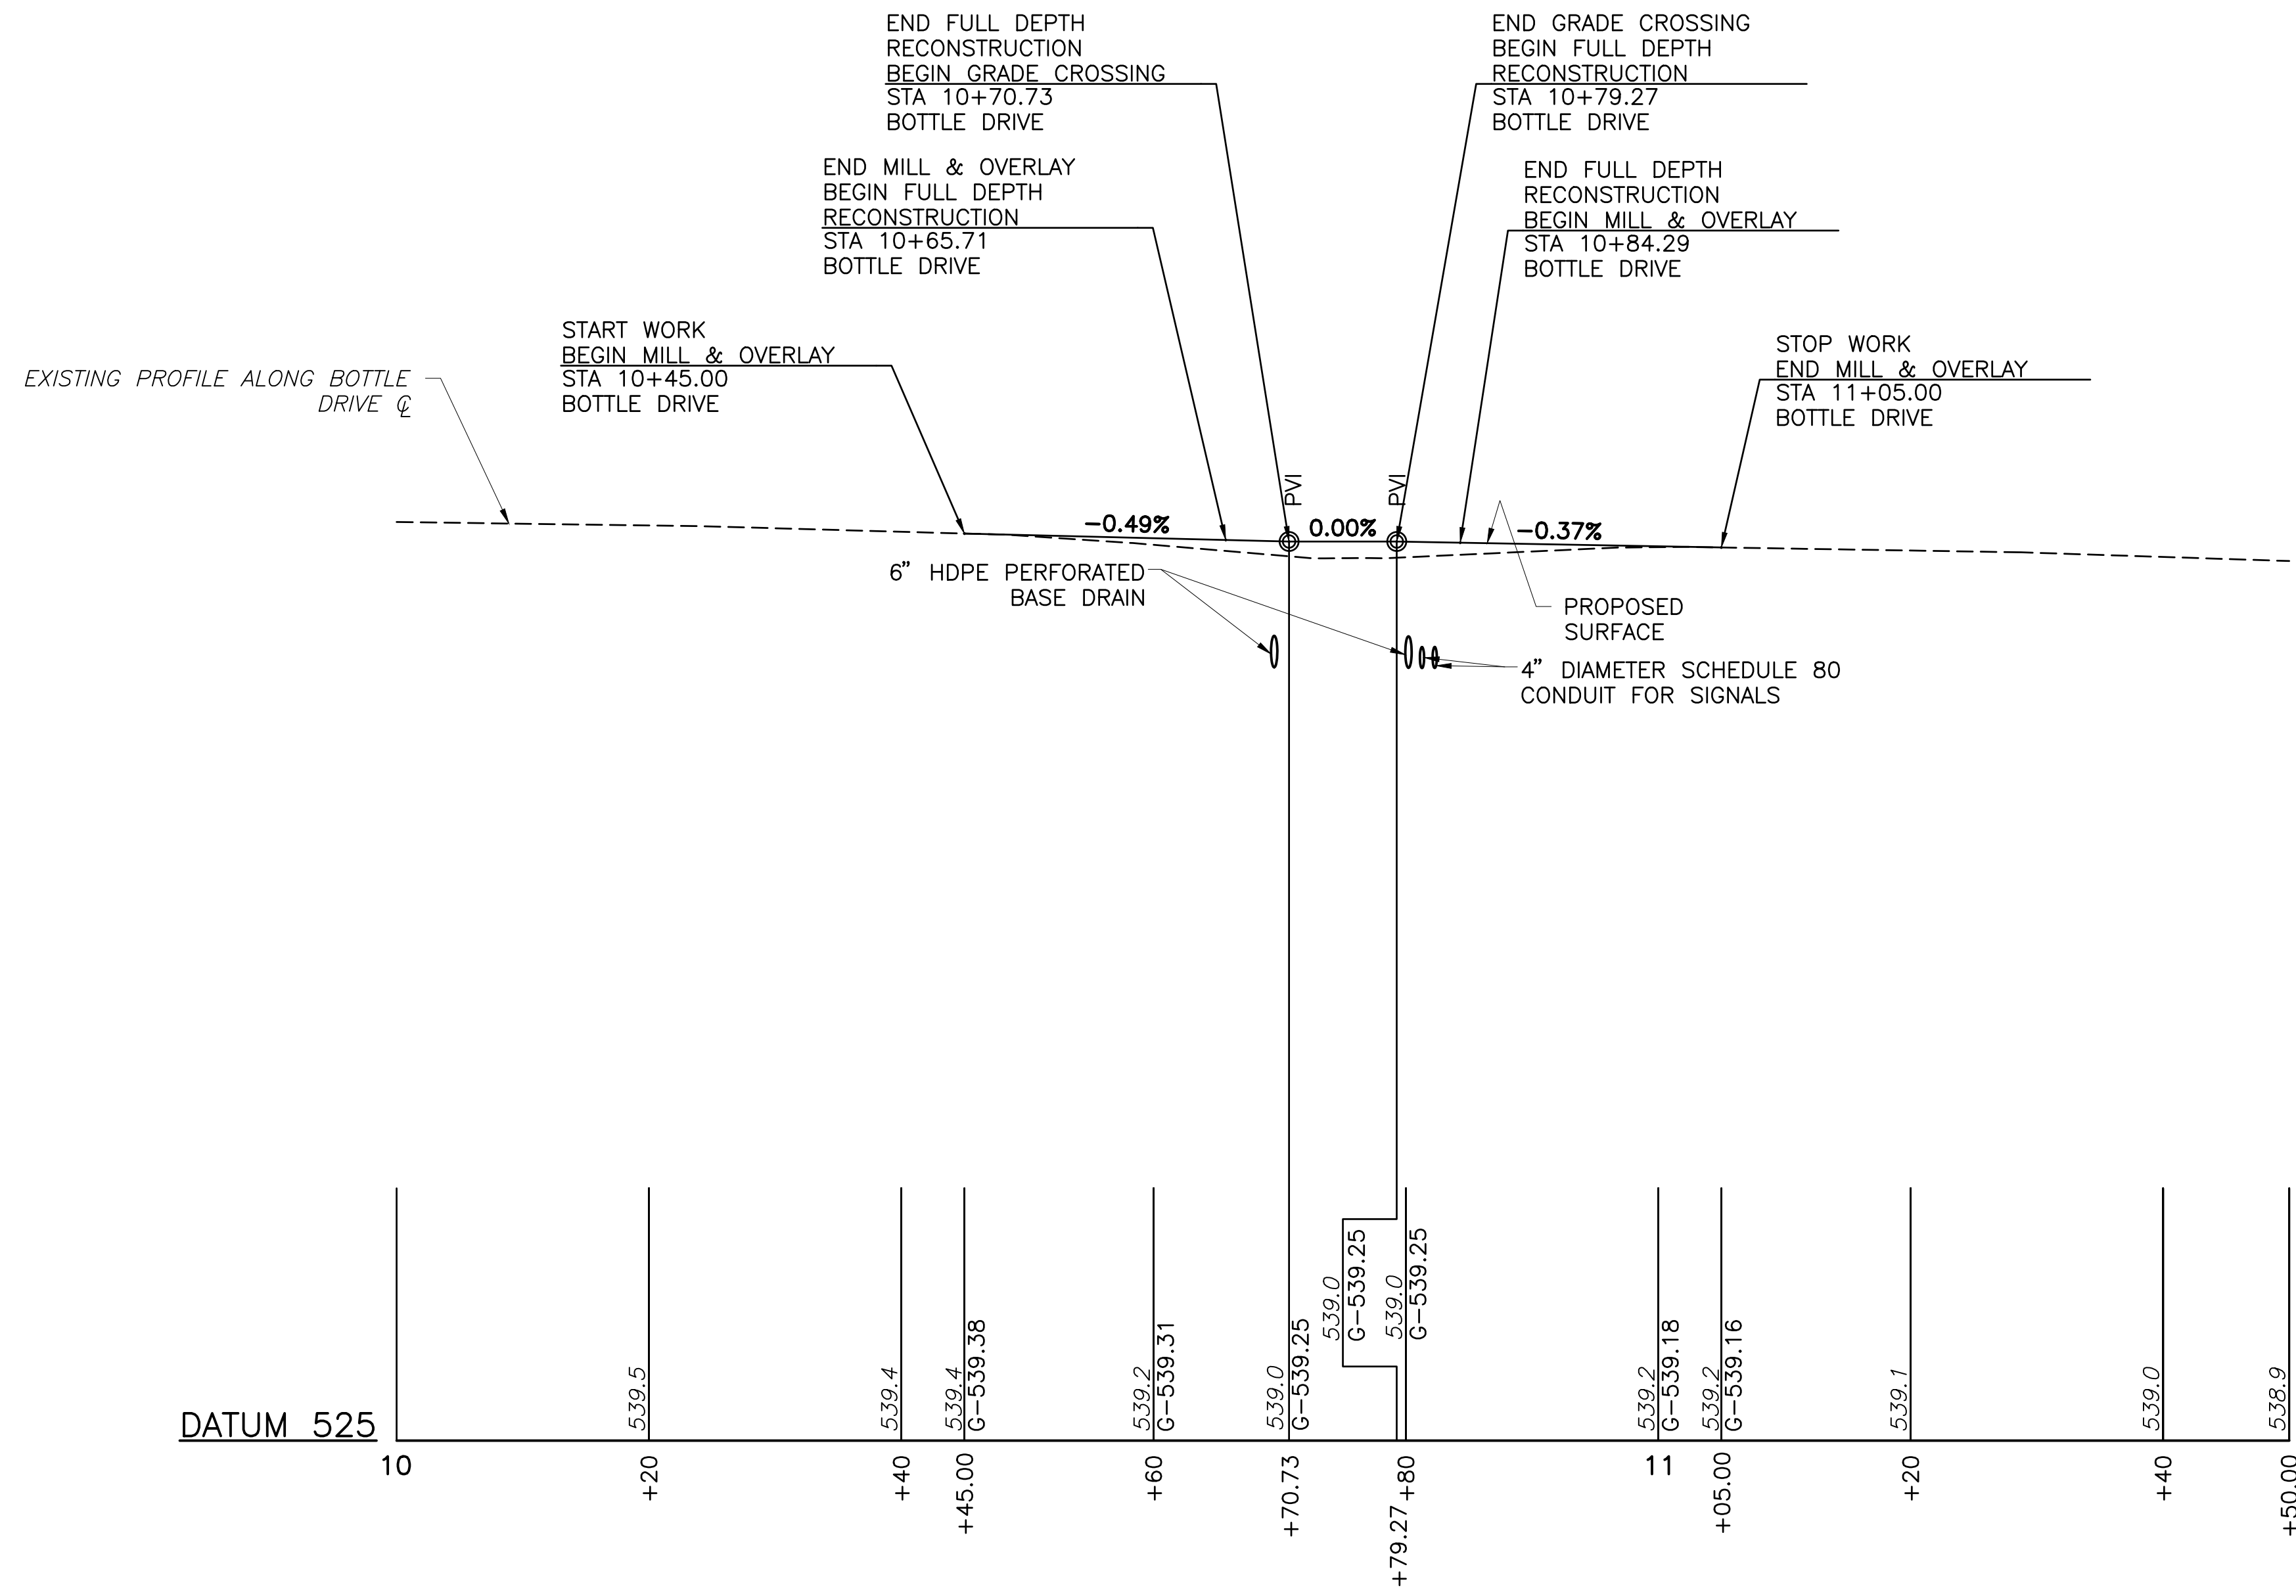 END FULL DEPTH
RECONSTRUCTION
BEGIN GRADE CROSSING
STA 10+70.73
BOTTLE DRIVE
END GRADE CROSSING
BEGIN FULL DEPTH
RECONSTRUCTION
STA 10+79.27
BOTTLE DRIVE
END MILL & OVERLAY
BEGIN FULL DEPTH
RECONSTRUCTION
STA 10+65.71
BOTTLE DRIVE
END FULL DEPTH
RECONSTRUCTION
BEGIN MILL & OVERLAY
STA 10+84.29
BOTTLE DRIVE
START WORK
BEGIN MILL & OVERLAY
STA 10+45.00
BOTTLE DRIVE
STOP WORK
END MILL & OVERLAY
STA 11+05.00
BOTTLE DRIVE
EXISTING PROFILE ALONG BOTTLE
DRIVE ℄
PVI
PVI
-0.49%
0.00%
-0.37%
6" HDPE PERFORATED
BASE DRAIN
PROPOSED
SURFACE
4" DIAMETER SCHEDULE 80
CONDUIT FOR SIGNALS
539.5
539.4
539.4
G-539.38
539.2
G-539.31
539.0
G-539.25
539.0
G-539.25
539.0
G-539.25
539.2
G-539.18
539.2
G-539.16
539.1
539.0
538.9
DATUM 525
10
+20
+40
+45.00
+60
+70.73
+79.27
+80
11
+05.00
+20
+40
+50.00